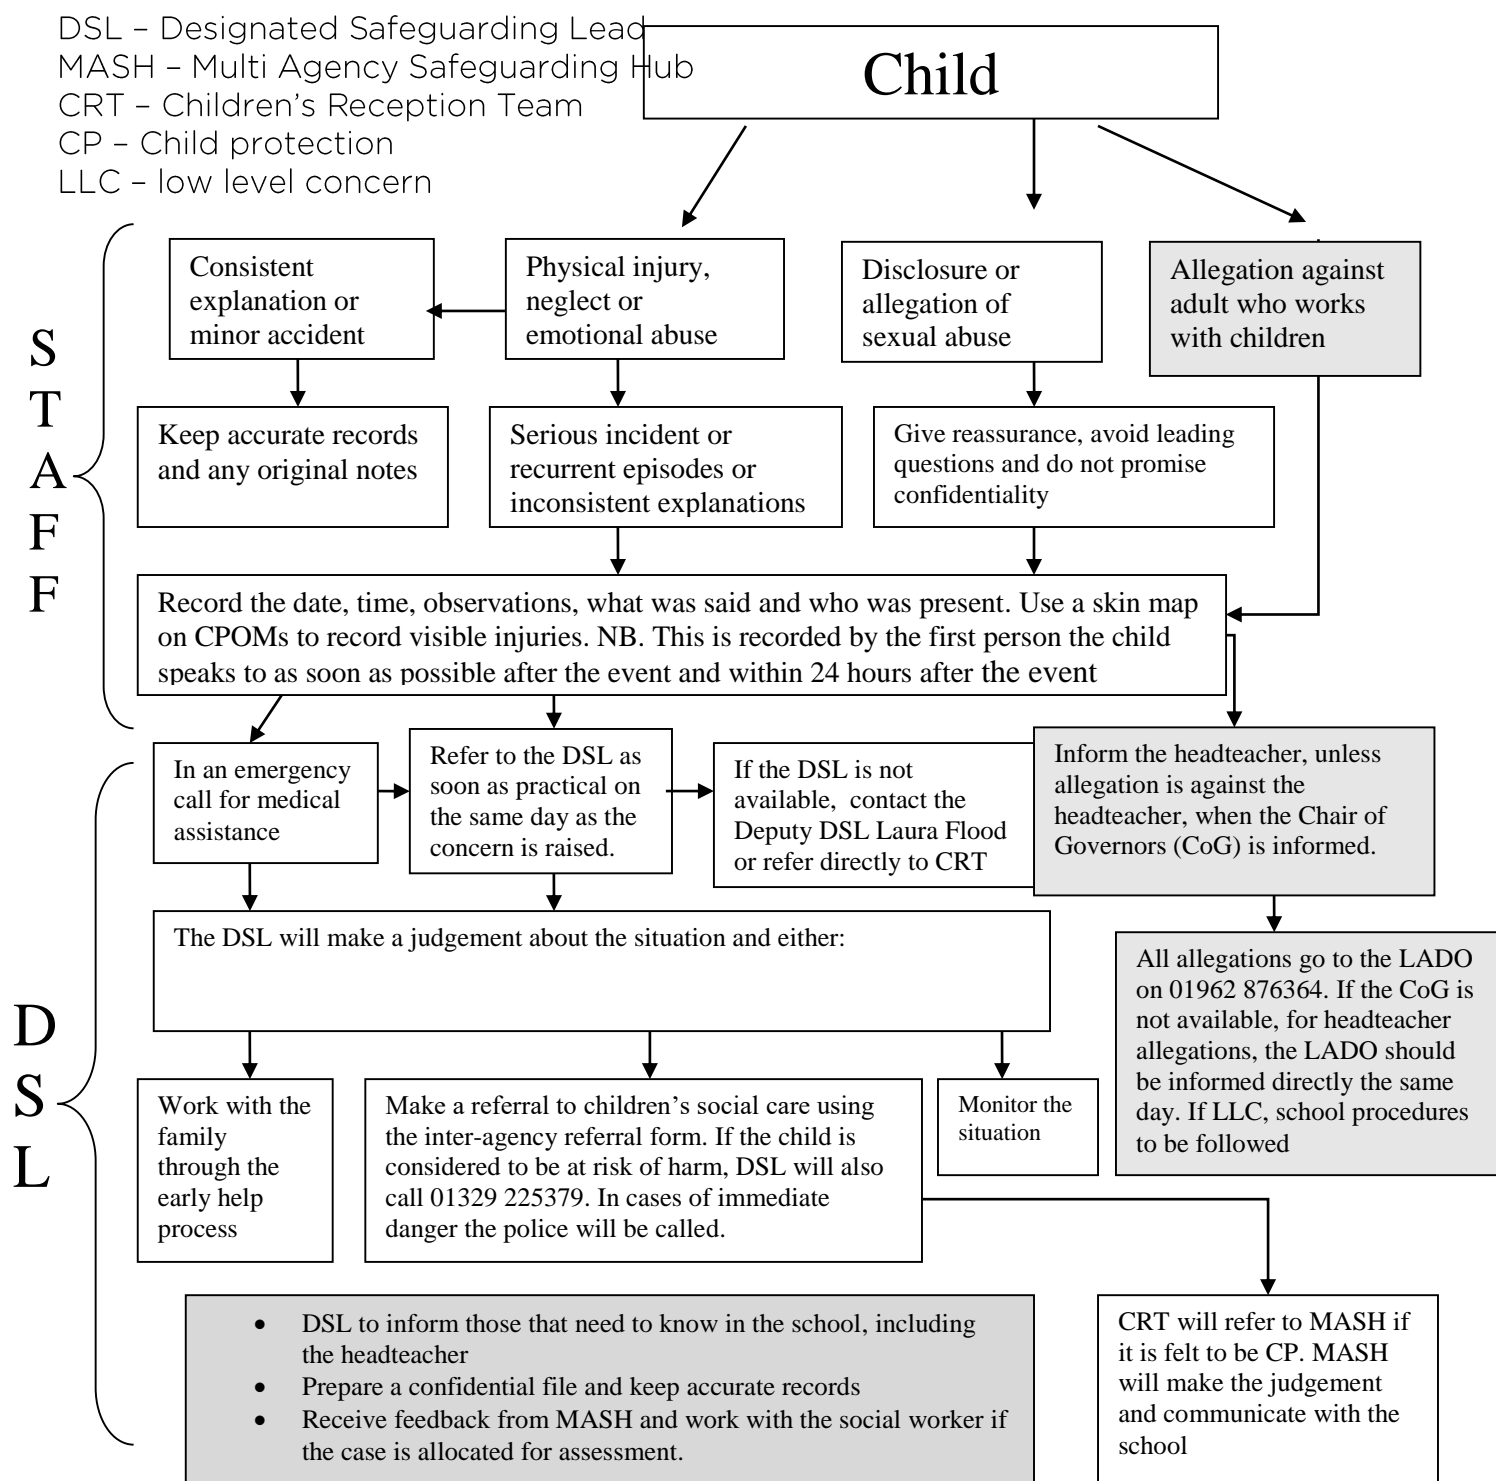 DSL – Designated Safeguarding Lead
MASH – Multi Agency Safeguarding Hub
CRT – Children's Reception Team
CP – Child protection
LLC – low level concern
Child
STAFF
Consistent
explanation or
minor accident
Physical injury,
neglect or
emotional abuse
Disclosure or
allegation of
sexual abuse
Allegation against
adult who works
with children
Keep accurate records
and any original notes
Serious incident or
recurrent episodes or
inconsistent explanations
Give reassurance, avoid leading
questions and do not promise
confidentiality
Record the date, time, observations, what was said and who was present. Use a skin map
on CPOMs to record visible injuries. NB. This is recorded by the first person the child
speaks to as soon as possible after the event and within 24 hours after the event
DSL
In an emergency
call for medical
assistance
Refer to the DSL as
soon as practical on
the same day as the
concern is raised.
If the DSL is not
available, contact the
Deputy DSL Laura Flood
or refer directly to CRT
Inform the headteacher, unless
allegation is against the
headteacher, when the Chair of
Governors (CoG) is informed.
The DSL will make a judgement about the situation and either:
All allegations go to the LADO
on 01962 876364. If the CoG is
not available, for headteacher
allegations, the LADO should
be informed directly the same
day. If LLC, school procedures
to be followed
Work with the
family
through the
early help
process
Make a referral to children's social care using
the inter-agency referral form. If the child is
considered to be at risk of harm, DSL will also
call 01329 225379. In cases of immediate
danger the police will be called.
Monitor the
situation
• DSL to inform those that need to know in the school, including
the headteacher
• Prepare a confidential file and keep accurate records
• Receive feedback from MASH and work with the social worker if
the case is allocated for assessment.
CRT will refer to MASH if
it is felt to be CP. MASH
will make the judgement
and communicate with the
school